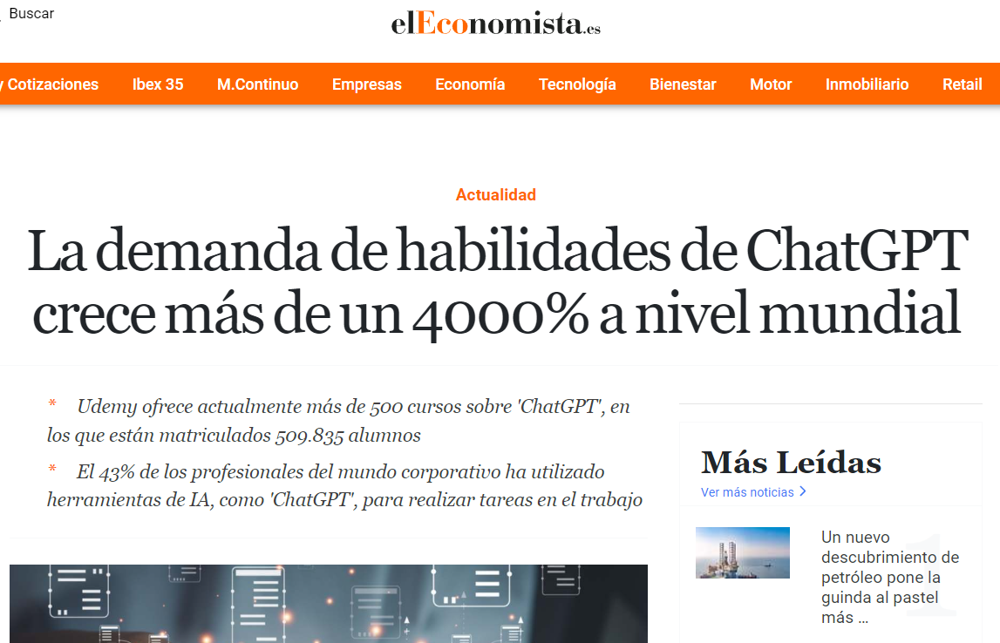 Buscar
elEconomista.es
y Cotizaciones Ibex 35 M.Continuo Empresas Economía Tecnología Bienestar Motor Inmobiliario Retail
Actualidad
La demanda de habilidades de ChatGPT
crece más de un 4000% a nivel mundial
* Udemy ofrece actualmente más de 500 cursos sobre 'ChatGPT', en
los que están matriculados 509.835 alumnos
* El 43% de los profesionales del mundo corporativo ha utilizado
herramientas de IA, como 'ChatGPT', para realizar tareas en el trabajo
Más Leídas
Ver más noticias >
1
Un nuevo
descubrimiento de
petróleo pone la
guinda al pastel
más ...